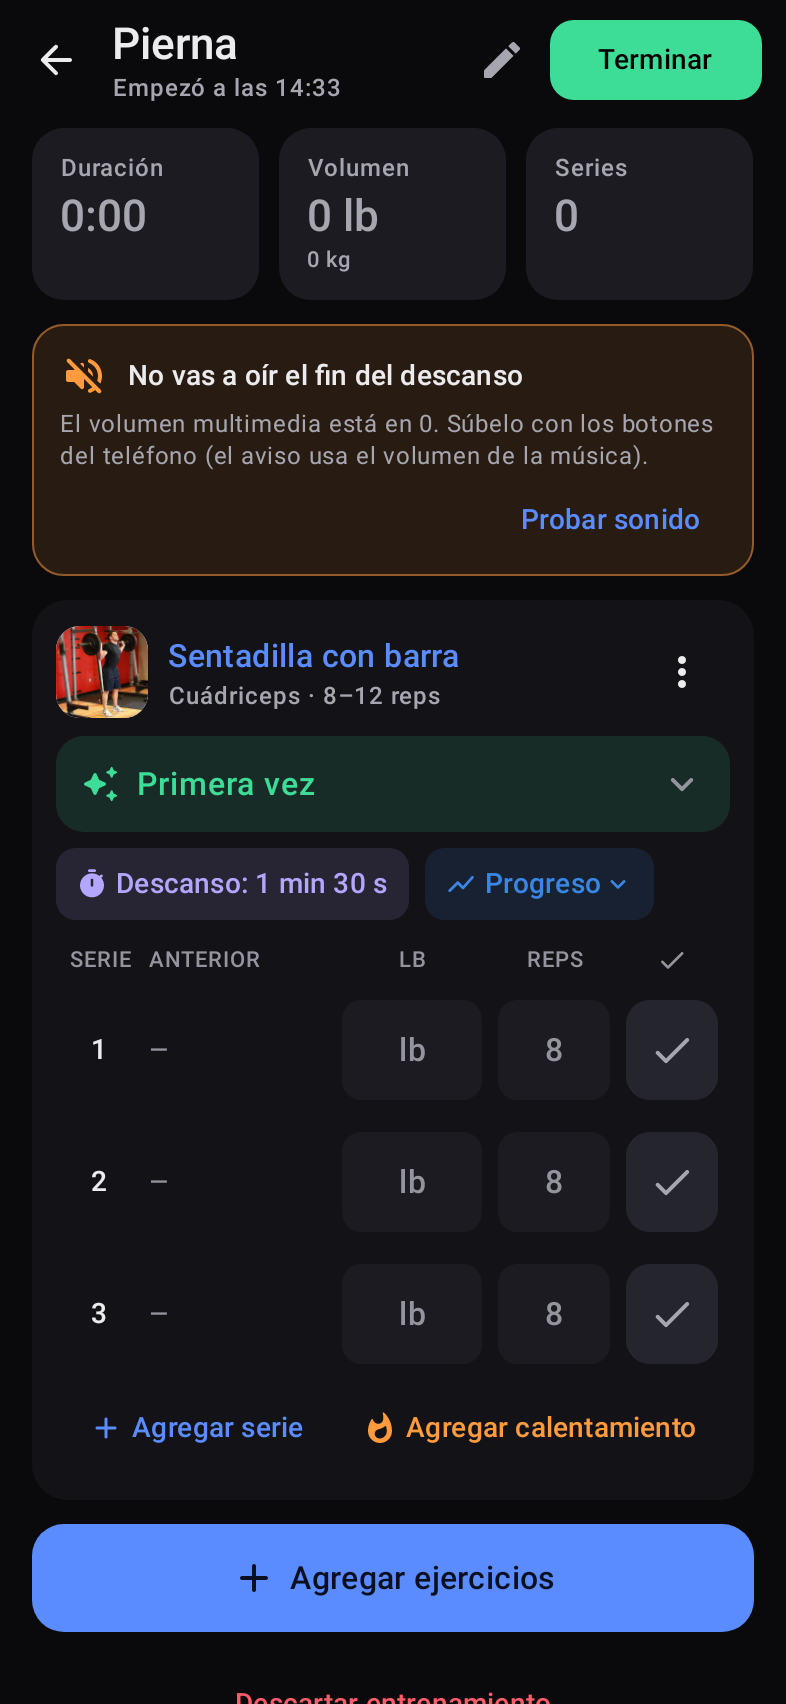 Pierna
Empezó a las 14:33
Terminar
Duración
0:00
Volumen
0 lb
0 kg
Series
0
No vas a oír el fin del descanso
El volumen multimedia está en 0. Súbelo con los botones
del teléfono (el aviso usa el volumen de la música).
Probar sonido
Sentadilla con barra
Cuádriceps · 8–12 reps
Primera vez
Descanso: 1 min 30 s
Progreso
SERIE ANTERIOR LB REPS
1 – lb 8
2 – lb 8
3 – lb 8
Agregar serie
Agregar calentamiento
Agregar ejercicios
Descartar entrenamiento